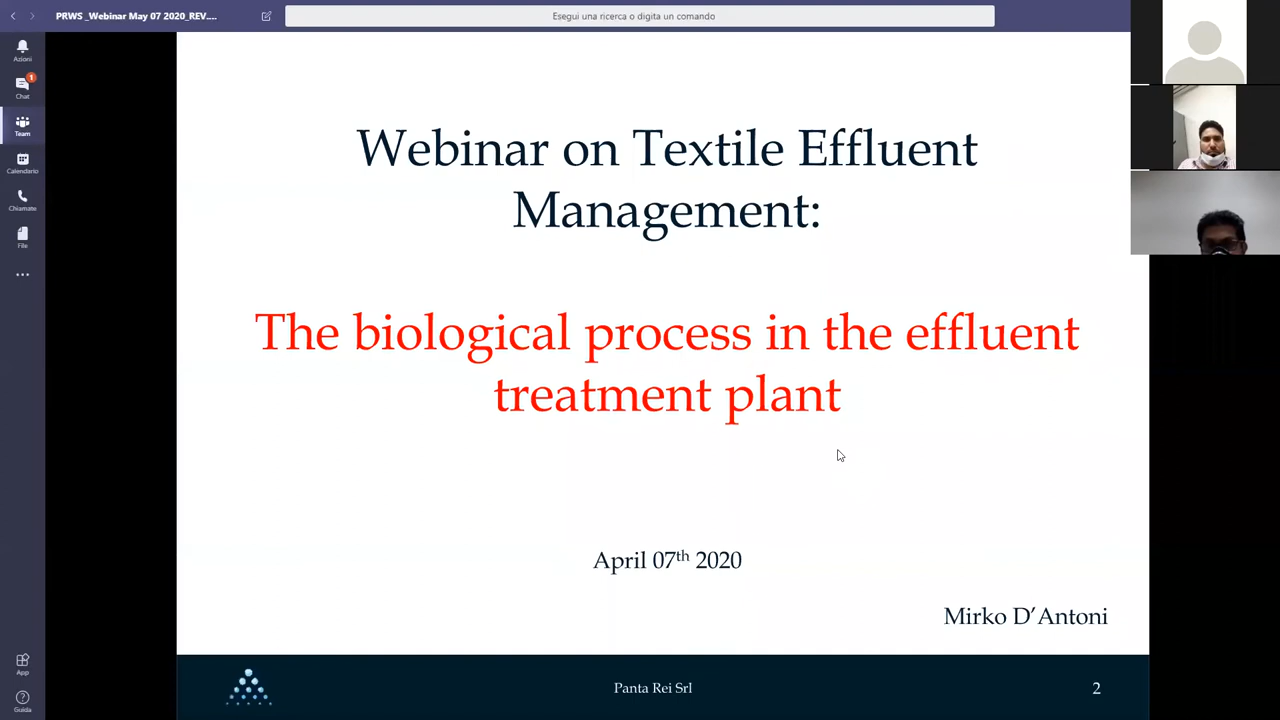 PRWS _Webinar May 07 2020_REV....
Esegui una ricerca o digita un comando
Azioni
1
Chat
Team
Calendario
Chiamate
File
...
App
Guida
Webinar on Textile Effluent
Management:
The biological process in the effluent
treatment plant
April 07th 2020
Mirko D’Antoni
Panta Rei Srl
2